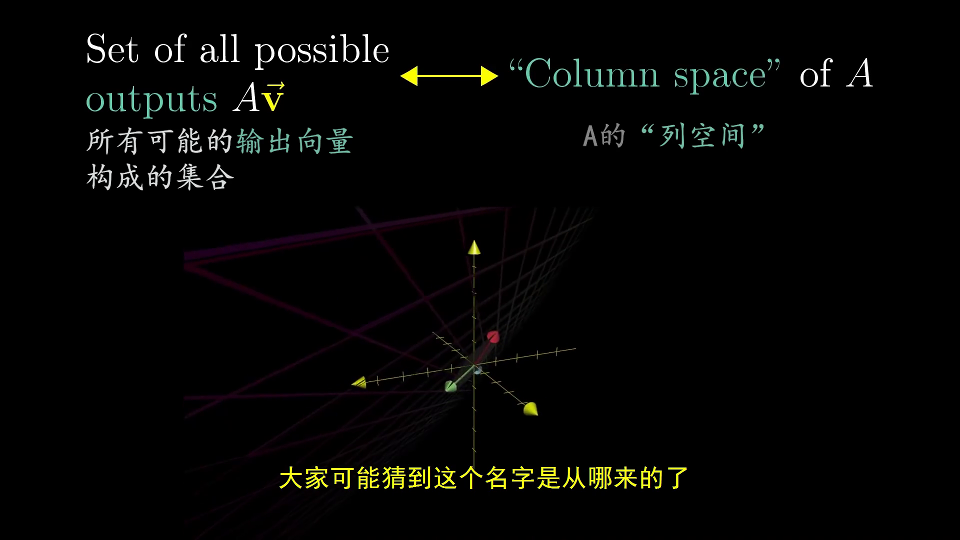 Set of all possible
outputs Av⃗
所有可能的输出向量
构成的集合
“Column space” of A
A的“列空间”
大家可能猜到这个名字是从哪来的了